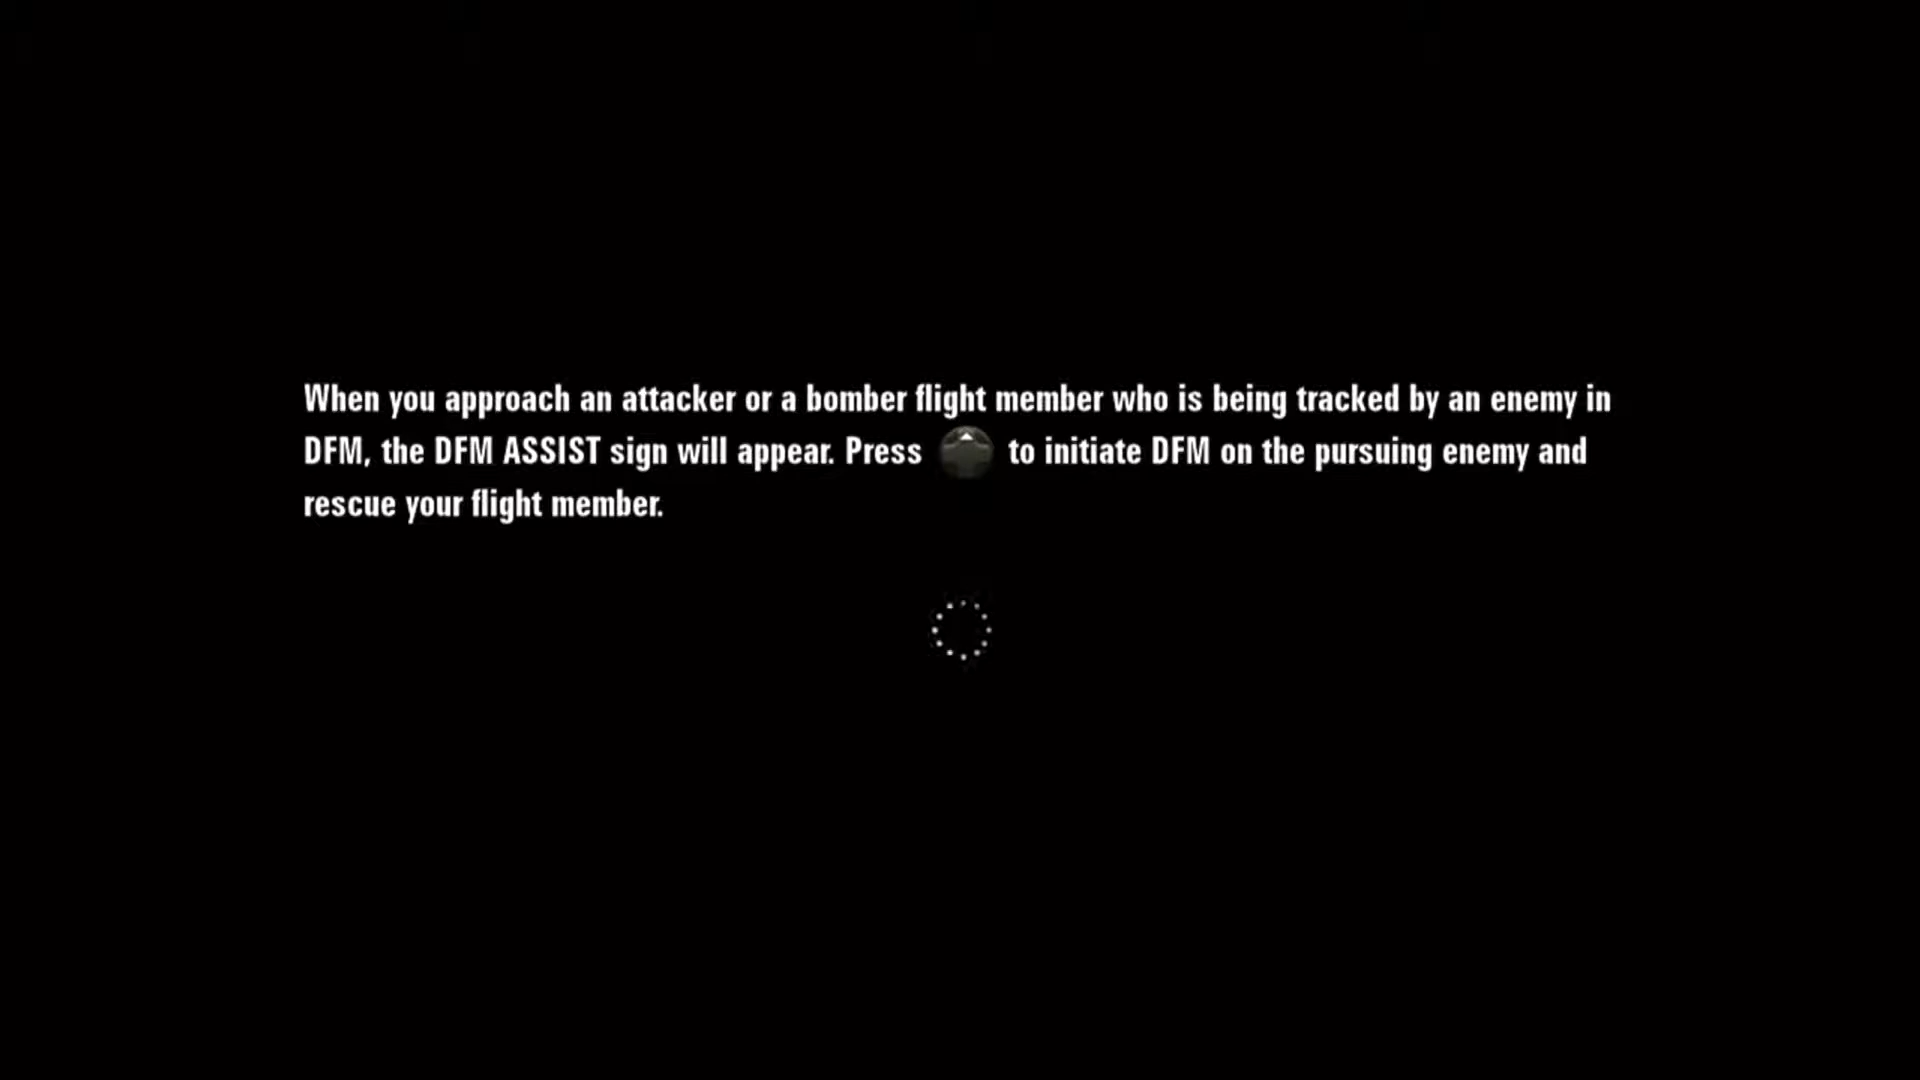 When you approach an attacker or a bomber flight member who is being tracked by an enemy in
DFM, the DFM ASSIST sign will appear. Press to initiate DFM on the pursuing enemy and
rescue your flight member.